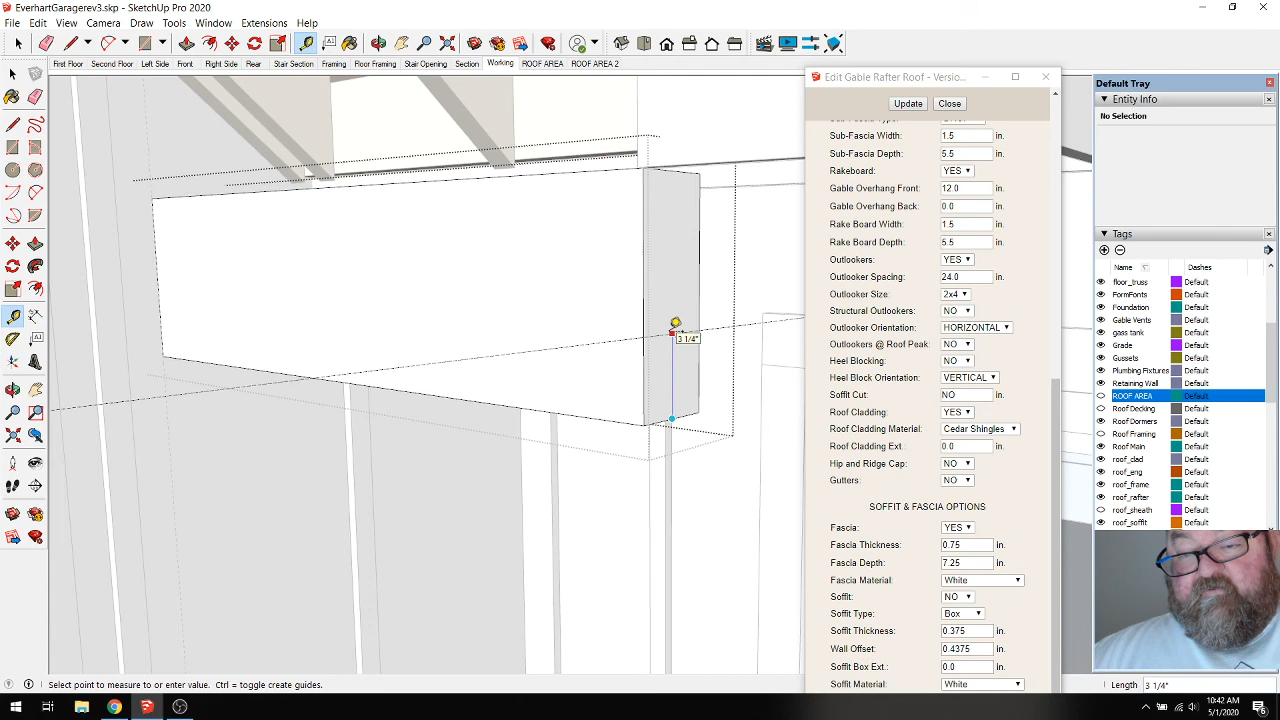 EverhartGaragerev3.skp - SketchUp Pro 2020
File Edit View Camera Draw Tools Window Extensions Help
First Floor Second Floor Left Side Front Right Side Rear Stair Section Framing Floor Framing Stair Opening Section Working ROOF AREA ROOF AREA 2
Edit Gable Rafter Roof - Versio...
Update Close
Sub-Fascia Width: 1.5 in.
Sub-Fascia Depth: 5.5 in.
Rakeboard: YES
Gable Overhang Front: 12.0 in.
Gable Overhang Back: 0.0 in.
Rake Board Width: 1.5 in.
Rake Board Depth: 5.5 in.
Outlookers: YES
Outlooker Spacing: 24.0 in.
Outlooker Size: 2x4
Structural Outlookers: NO
Outlooker Orientation: HORIZONTAL
Outlookers @ Roof Peak: NO
Heel Blocking: NO
Heel Block Orientation: VERTICAL
Soffit Cut: NO in.
Roof Cladding: YES
Roof Cladding Material: Cedar Shingles
Roof Cladding Ext.: 0.0 in.
Hip and Ridge Cap: NO
Gutters: NO
SOFFIT & FASCIA OPTIONS
Fascia: YES
Fascia Thickness: 0.75 in.
Fascia Depth: 7.25 in.
Fascia Material: White
Soffit: NO
Soffit Type: Box
Soffit Thickness: 0.375 in.
Wall Offset: 0.4375 in.
Soffit Box Ext.: 0.0 in.
Soffit Material: White
3 1/4"
Default Tray
Entity Info
No Selection
Tags
Name Dashes
floor_truss Default
FormFonts Default
Foundation Default
Gable Vents Default
gass tank Default
Grade Default
Gussets Default
Plumbing Fixtures Default
Retaining Wall Default
ROOF AREA Default
Roof Decking Default
Roof Framing Default
Roof Main Default
roof_clad Default
roof_eng Default
roof_frame Default
roof_rafter Default
roof_sheath Default
roof_soffit Default
Select point to measure to or enter value. Ctrl = toggle create guides.
Length 3 1/4"
10:42 AM
5/1/2020